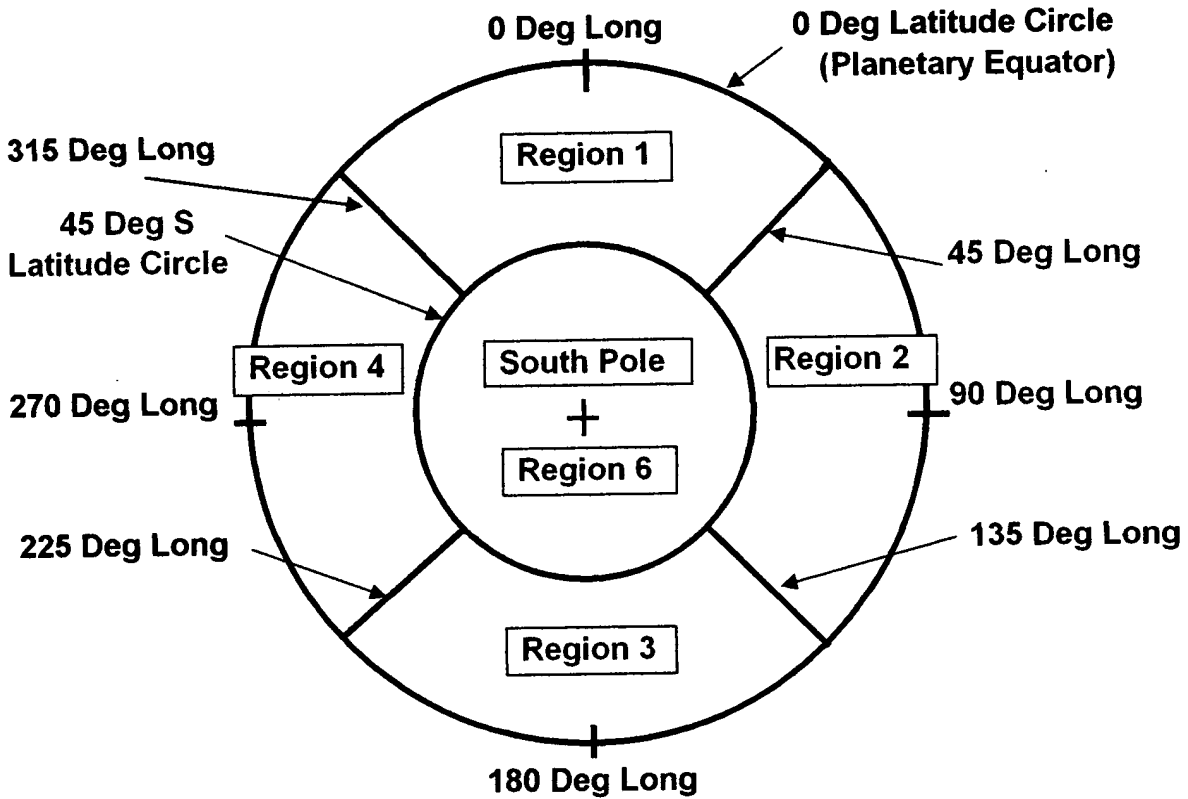 0 Deg Long
0 Deg Latitude Circle
(Planetary Equator)
Region 1
315 Deg Long
45 Deg S
Latitude Circle
45 Deg Long
South Pole
Region 2
Region 4
270 Deg Long
90 Deg Long
Region 6
225 Deg Long
135 Deg Long
Region 3
180 Deg Long